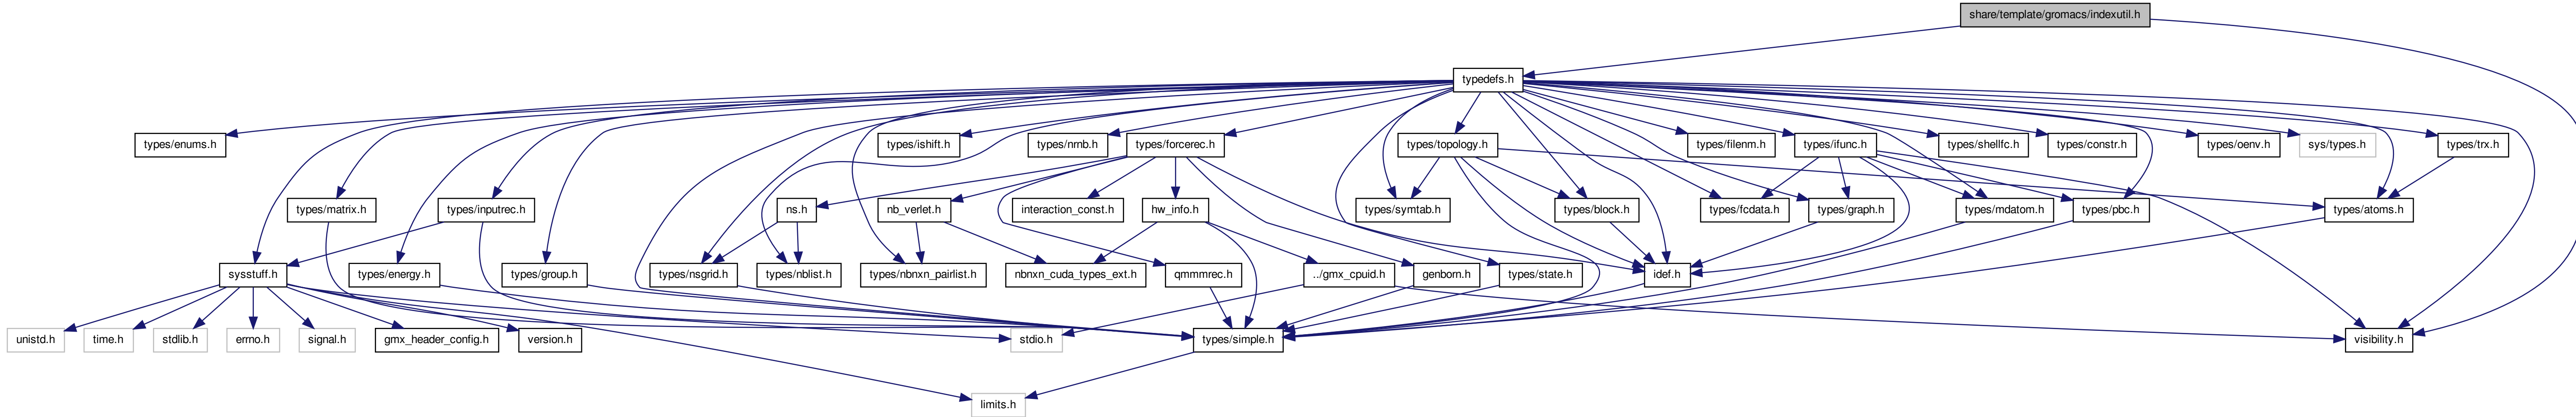 share/template/gromacs/indexutil.h
typedefs.h
types/enums.h
types/ishift.h
types/nrnb.h
types/forcerec.h
types/topology.h
types/filenm.h
types/ifunc.h
types/shellfc.h
types/constr.h
types/oenv.h
sys/types.h
types/trx.h
types/matrix.h
types/inputrec.h
ns.h
nb_verlet.h
interaction_const.h
hw_info.h
types/symtab.h
types/block.h
types/fcdata.h
types/graph.h
types/mdatom.h
types/pbc.h
types/atoms.h
sysstuff.h
types/energy.h
types/group.h
types/nsgrid.h
types/nblist.h
types/nbnxn_pairlist.h
nbnxn_cuda_types_ext.h
qmmmrec.h
../gmx_cpuid.h
genborn.h
types/state.h
idef.h
unistd.h
time.h
stdlib.h
errno.h
signal.h
gmx_header_config.h
version.h
stdio.h
types/simple.h
visibility.h
limits.h